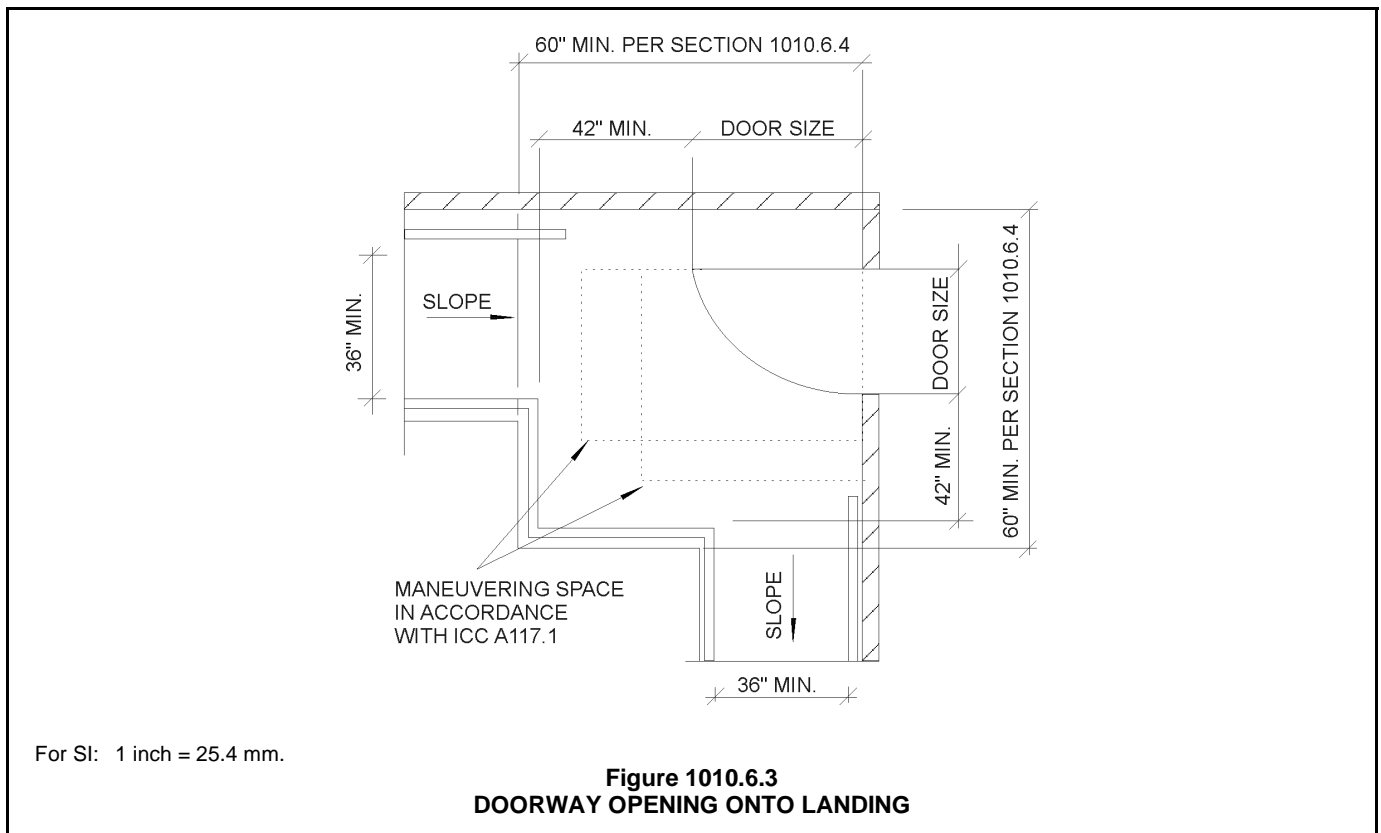 60" MIN. PER SECTION 1010.6.4
42" MIN.
DOOR SIZE
36" MIN.
SLOPE
DOOR SIZE
42" MIN.
60" MIN. PER SECTION 1010.6.4
MANEUVERING SPACE
IN ACCORDANCE
WITH ICC A117.1
SLOPE
36" MIN.
For SI: 1 inch = 25.4 mm.
Figure 1010.6.3
DOORWAY OPENING ONTO LANDING